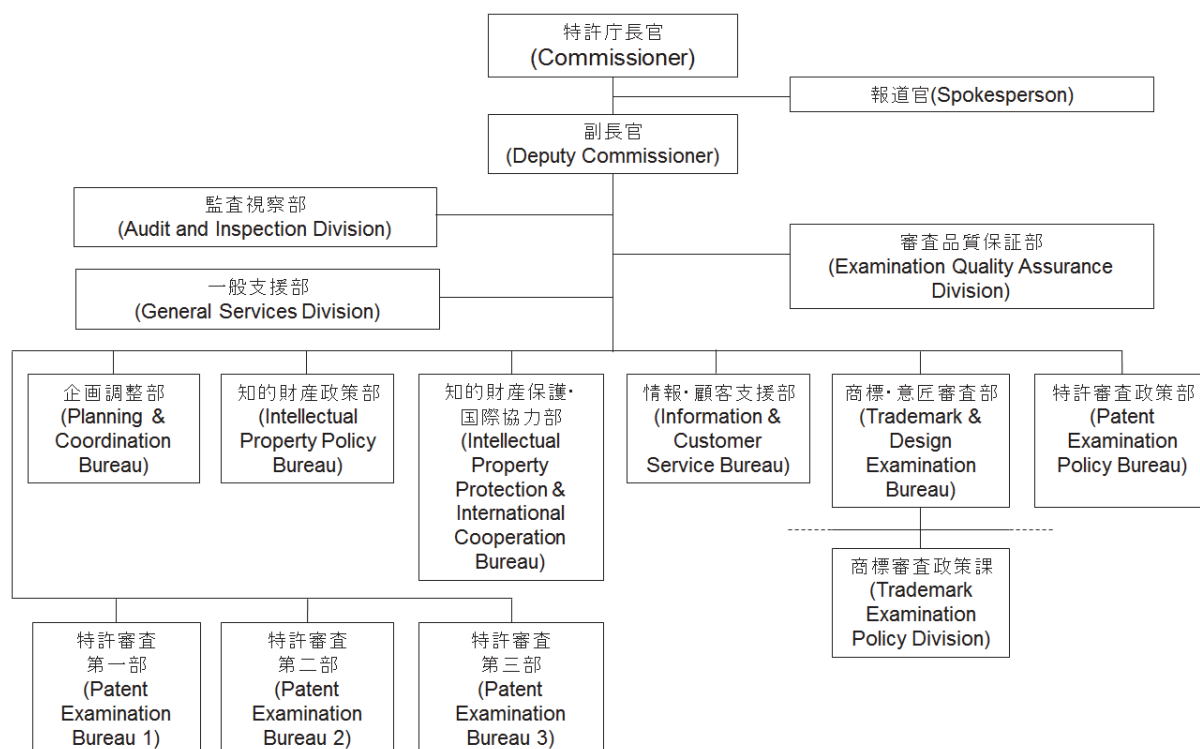 特許庁長官
(Commissioner)
報道官(Spokesperson)
副長官
(Deputy Commissioner)
監査視察部
(Audit and Inspection Division)
審査品質保証部
(Examination Quality Assurance
Division)
一般支援部
(General Services Division)
企画調整部
(Planning &
Coordination
Bureau)
知的財産政策部
(Intellectual
Property Policy
Bureau)
知的財産保護・
国際協力部
(Intellectual
Property
Protection &
International
Cooperation
Bureau)
情報・顧客支援部
(Information &
Customer
Service Bureau)
商標・意匠審査部
(Trademark &
Design
Examination
Bureau)
特許審査政策部
(Patent
Examination
Policy Bureau)
商標審査政策課
(Trademark
Examination
Policy Division)
特許審査
第一部
(Patent
Examination
Bureau 1)
特許審査
第二部
(Patent
Examination
Bureau 2)
特許審査
第三部
(Patent
Examination
Bureau 3)